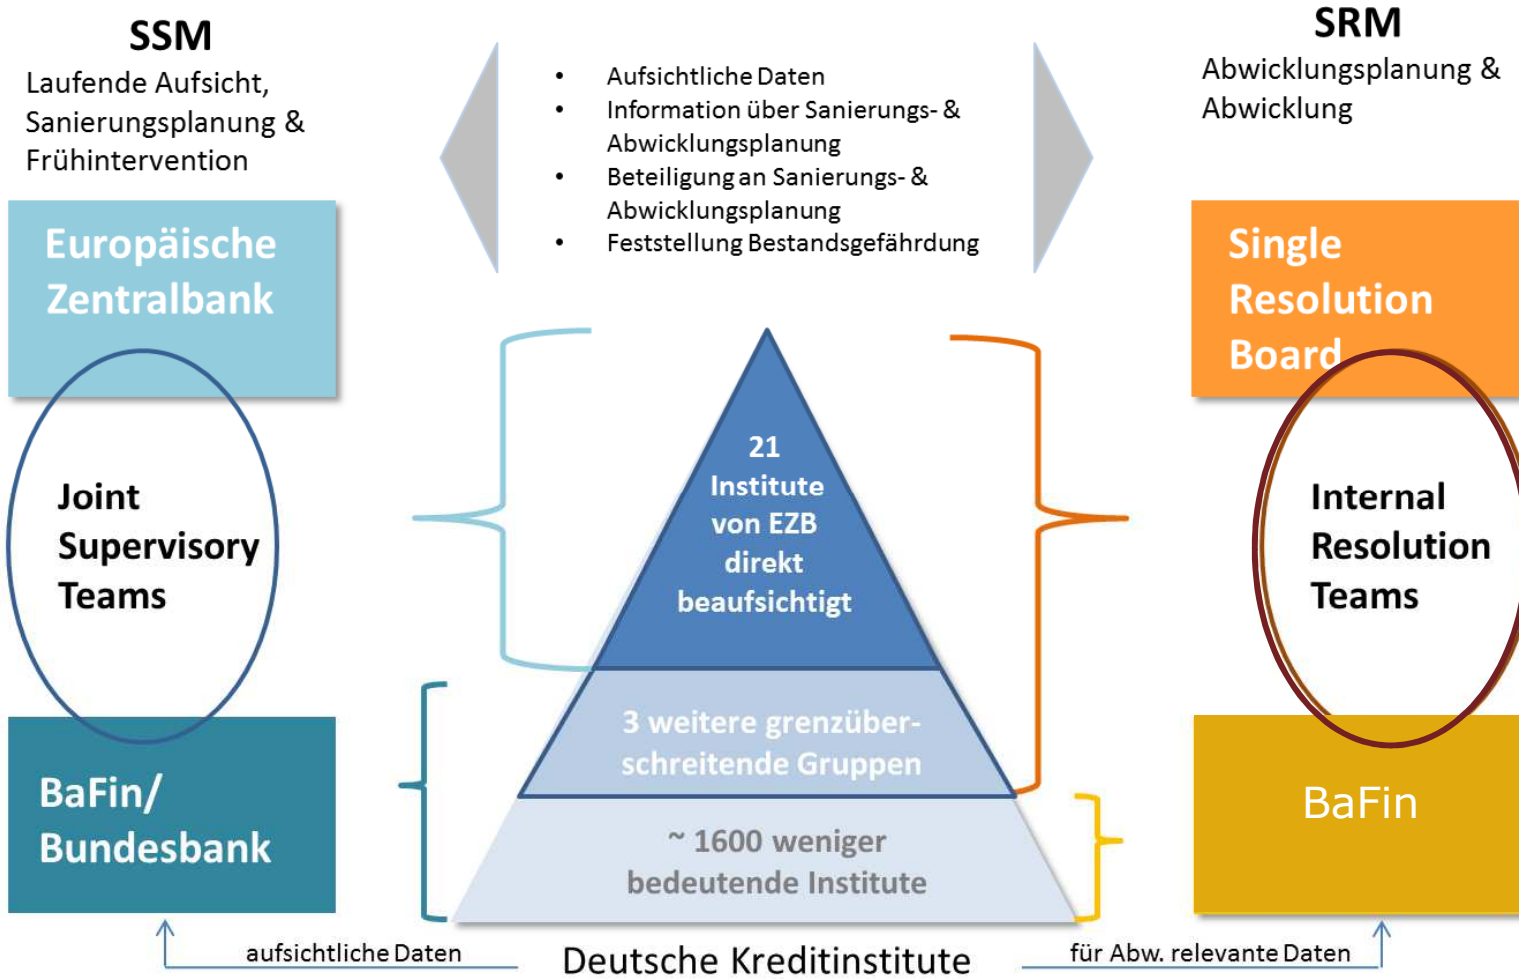 SSM
Laufende Aufsicht,
Sanierungsplanung &
Frühintervention
• Aufsichtliche Daten
• Information über Sanierungs- &
Abwicklungsplanung
• Beteiligung an Sanierungs- &
Abwicklungsplanung
• Feststellung Bestandsgefährdung
SRM
Abwicklungsplanung &
Abwicklung
Europäische
Zentralbank
Single
Resolution
Board
Joint
Supervisory
Teams
21
Institute
von EZB
direkt
beaufsichtigt
Internal
Resolution
Teams
3 weitere grenzüber-
schreitende Gruppen
BaFin/
Bundesbank
~ 1600 weniger
bedeutende Institute
BaFin
aufsichtliche Daten
Deutsche Kreditinstitute
für Abw. relevante Daten